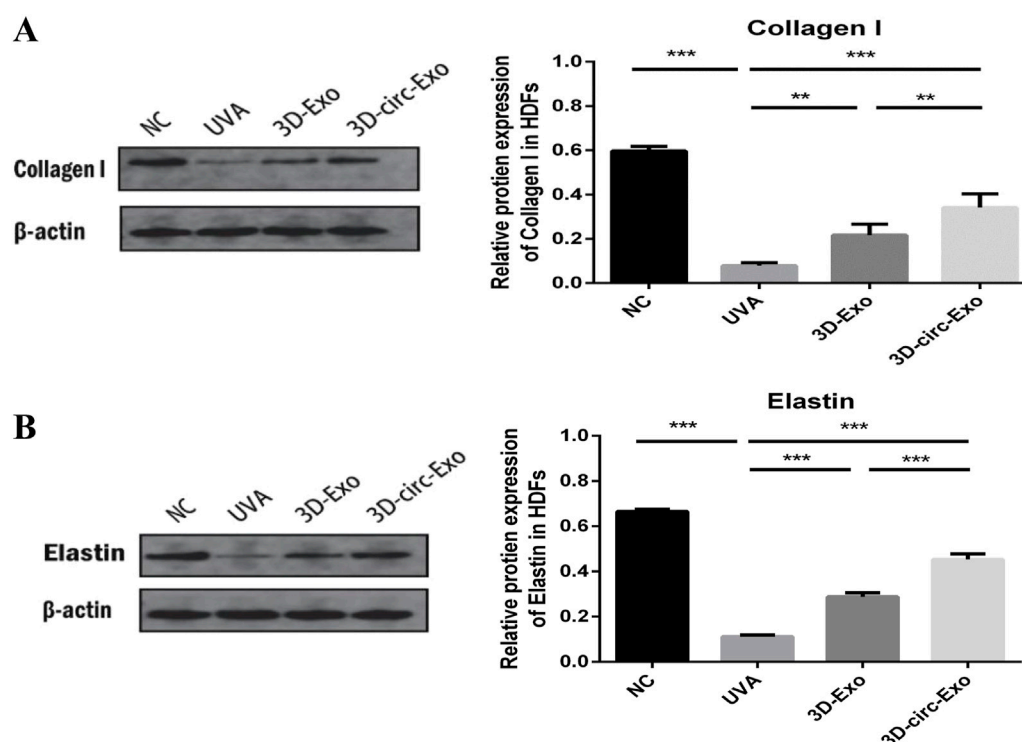 A
NC
UVA
3D-Exo
3D-circ-Exo
Collagen I
β-actin
Collagen I
Relative protien expression
of Collagen I in HDFs
1.0
0.8
0.6
0.4
0.2
0.0
***
***
**
**
NC
UVA
3D-Exo
3D-circ-Exo
B
NC
UVA
3D-Exo
3D-circ-Exo
Elastin
β-actin
Elastin
Relative protien expression
of Elastin in HDFs
1.0
0.8
0.6
0.4
0.2
0.0
***
***
***
***
NC
UVA
3D-Exo
3D-circ-Exo